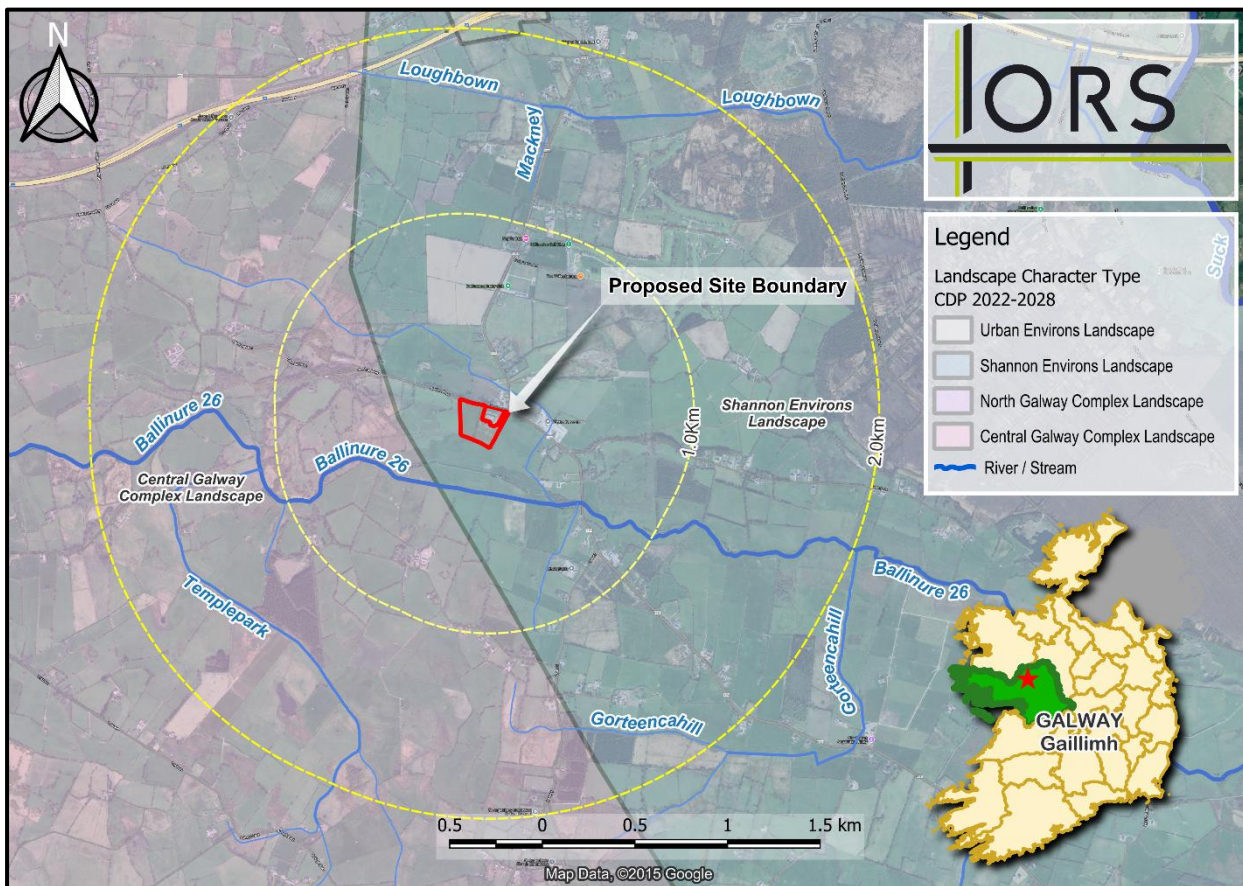 N
ORS
Loughbown
Loughbown
Mackney
Suck
Legend
Landscape Character Type
CDP 2022-2028
Urban Environs Landscape
Shannon Environs Landscape
North Galway Complex Landscape
Central Galway Complex Landscape
River / Stream
Proposed Site Boundary
Shannon Environs
Landscape
1.0Km
2.0km
Ballinure 26
Ballinure 26
Central Galway
Complex Landscape
Ballinure 26
Templepark
Gorteencahill
Gorteencahill
GALWAY
Gaillimh
0.5 0 0.5 1 1.5 km
Map Data, ©2015 Google